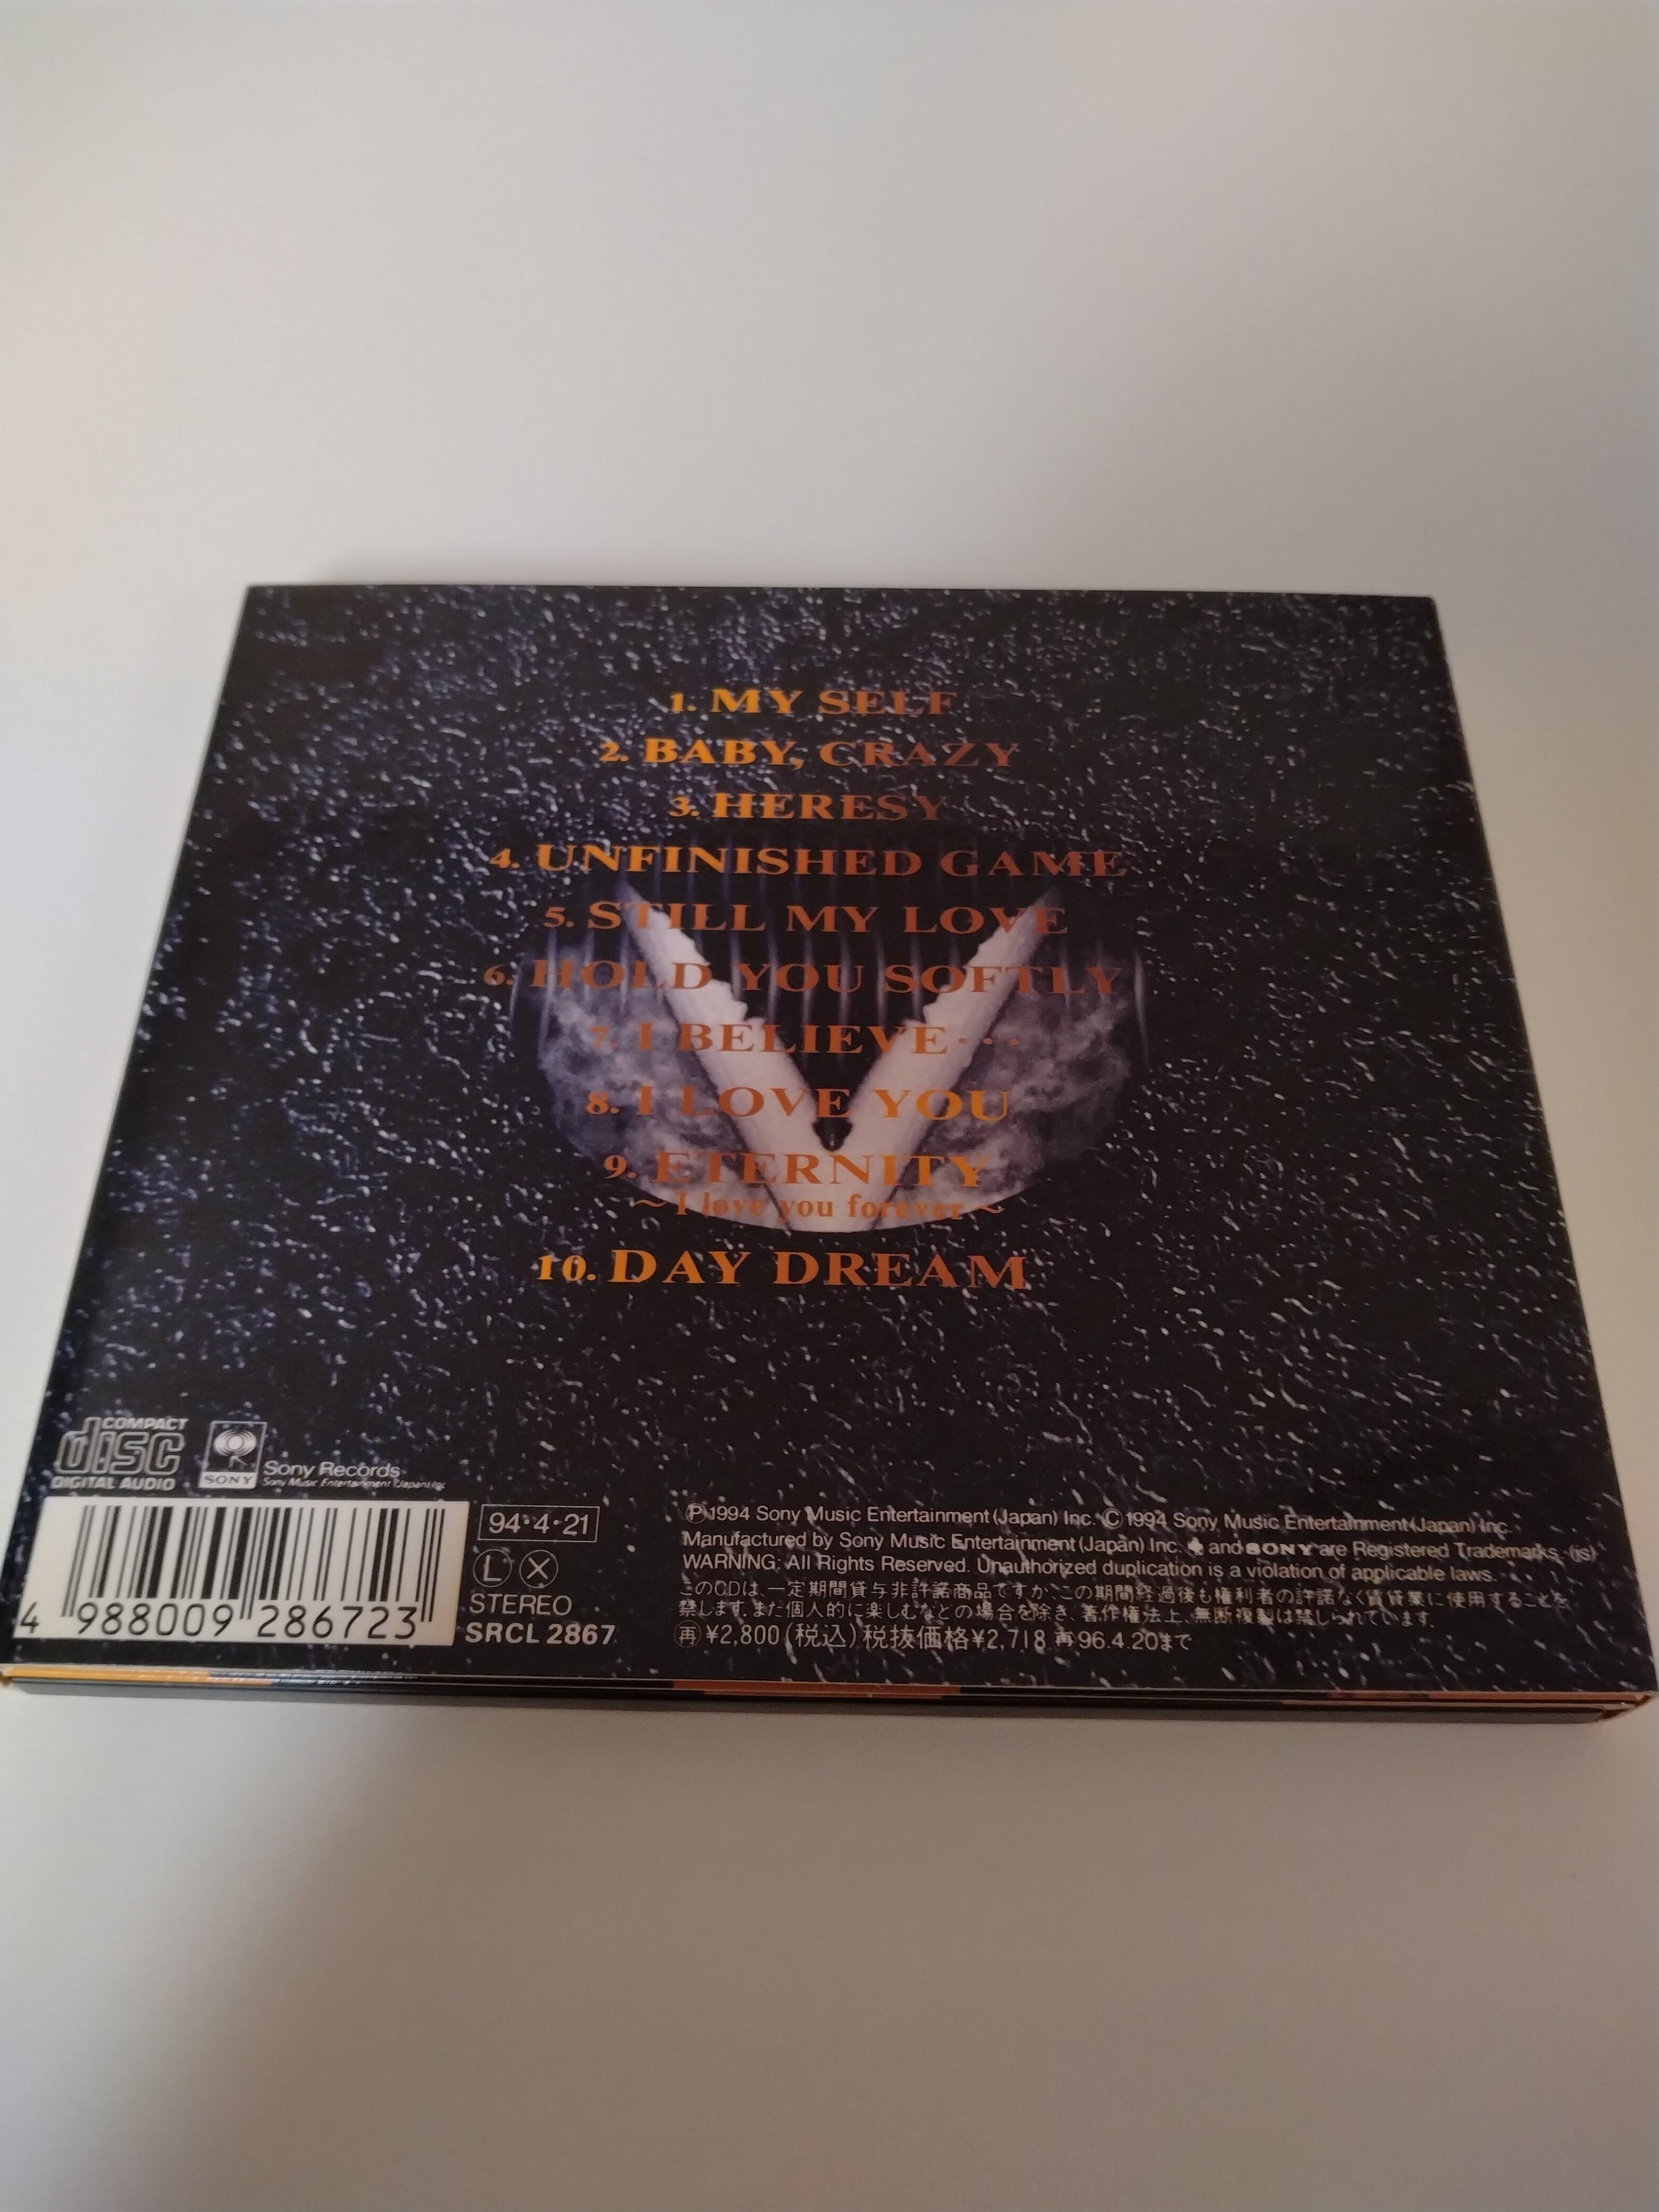 1. MY SELF
2. BABY, CRAZY
3. HERESY
4. UNFINISHED GAME
5. STILL MY LOVE
6. HOLD YOU SOFTLY
7. I BELIEVE・・・
8. I LOVE YOU
9. ETERNITY
～I love you forever～
10. DAY DREAM
COMPACT
disc
DIGITAL AUDIO
SONY
Sony Records
Sony Music Entertainment (Japan) Inc.
4 988009 286723
94・4・21
L X
STEREO
SRCL 2867
Ⓟ1994 Sony Music Entertainment (Japan) Inc. Ⓒ1994 Sony Music Entertainment (Japan) Inc.
Manufactured by Sony Music Entertainment (Japan) Inc. and SONY are Registered Trademarks. (js)
WARNING: All Rights Reserved. Unauthorized duplication is a violation of applicable laws.
このCDは、一定期間貸与非許諾商品ですが、この期間経過後も権利者の許諾なく賃貸業に使用することを
禁じます。また個人的に楽しむなどの場合を除き、著作権法上、無断複製は禁じられています。
再 ¥2,800(税込)税抜価格¥2,718 再96.4.20まで